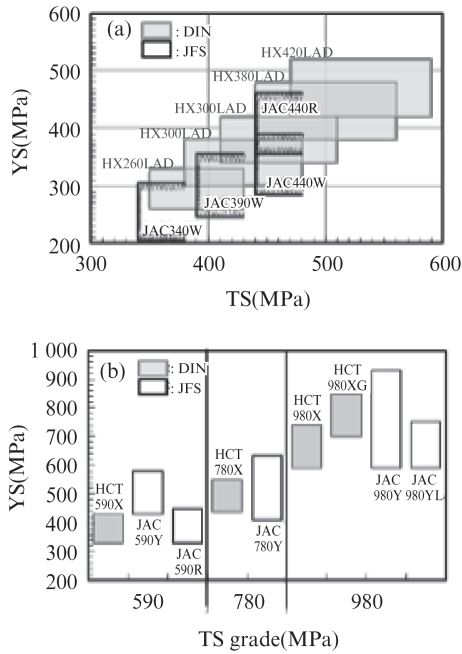 (a)
: DIN
: JFS
600
500
400
300
200
YS(MPa)
HX420LAD
HX380LAD
HX300LAD
HX300LAD
HX260LAD
JAC440R
JAC440W
JAC390W
JAC340W
300
400
500
600
TS(MPa)
(b)
: DIN
: JFS
1 000
900
800
700
600
500
400
300
200
YS(MPa)
HCT
590X
JAC
590Y
JAC
590R
HCT
780X
JAC
780Y
HCT
980X
HCT
980XG
JAC
980Y
JAC
980YL
590
780
980
TS grade(MPa)